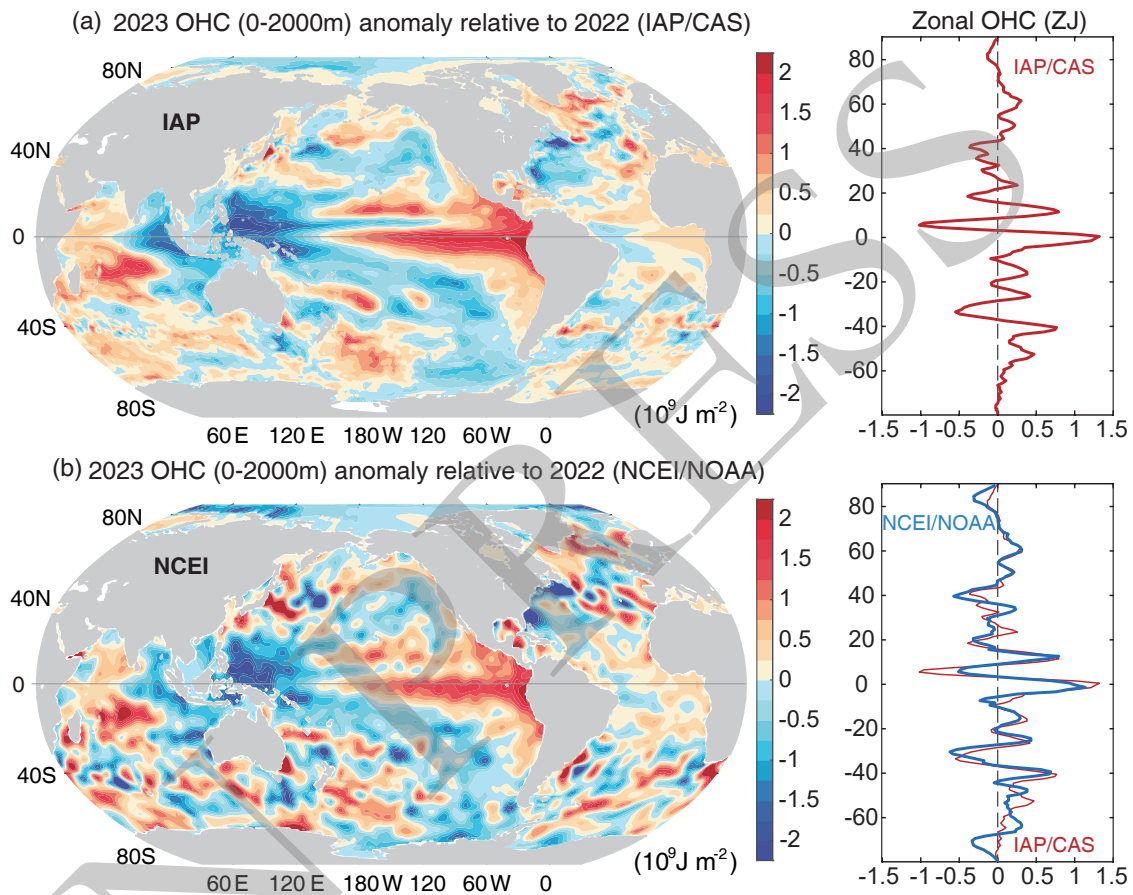 (a) 2023 OHC (0-2000m) anomaly relative to 2022 (IAP/CAS)
Zonal OHC (ZJ)
80N
IAP
40N
0
40S
80S
60 E 120 E 180 W 120 60 W 0
(10⁹J m⁻²)
2
1.5
1
0.5
0
-0.5
-1
-1.5
-2
IAP/CAS
80
60
40
20
0
-20
-40
-60
-1.5 -1 -0.5 0 0.5 1 1.5
(b) 2023 OHC (0-2000m) anomaly relative to 2022 (NCEI/NOAA)
80N
NCEI
40N
0
40S
80S
60 E 120 E 180 W 120 60 W 0
(10⁹J m⁻²)
2
1.5
1
0.5
0
-0.5
-1
-1.5
-2
NCEI/NOAA
80
60
40
20
0
-20
-40
-60
IAP/CAS
-1.5 -1 -0.5 0 0.5 1 1.5
IN PRESS